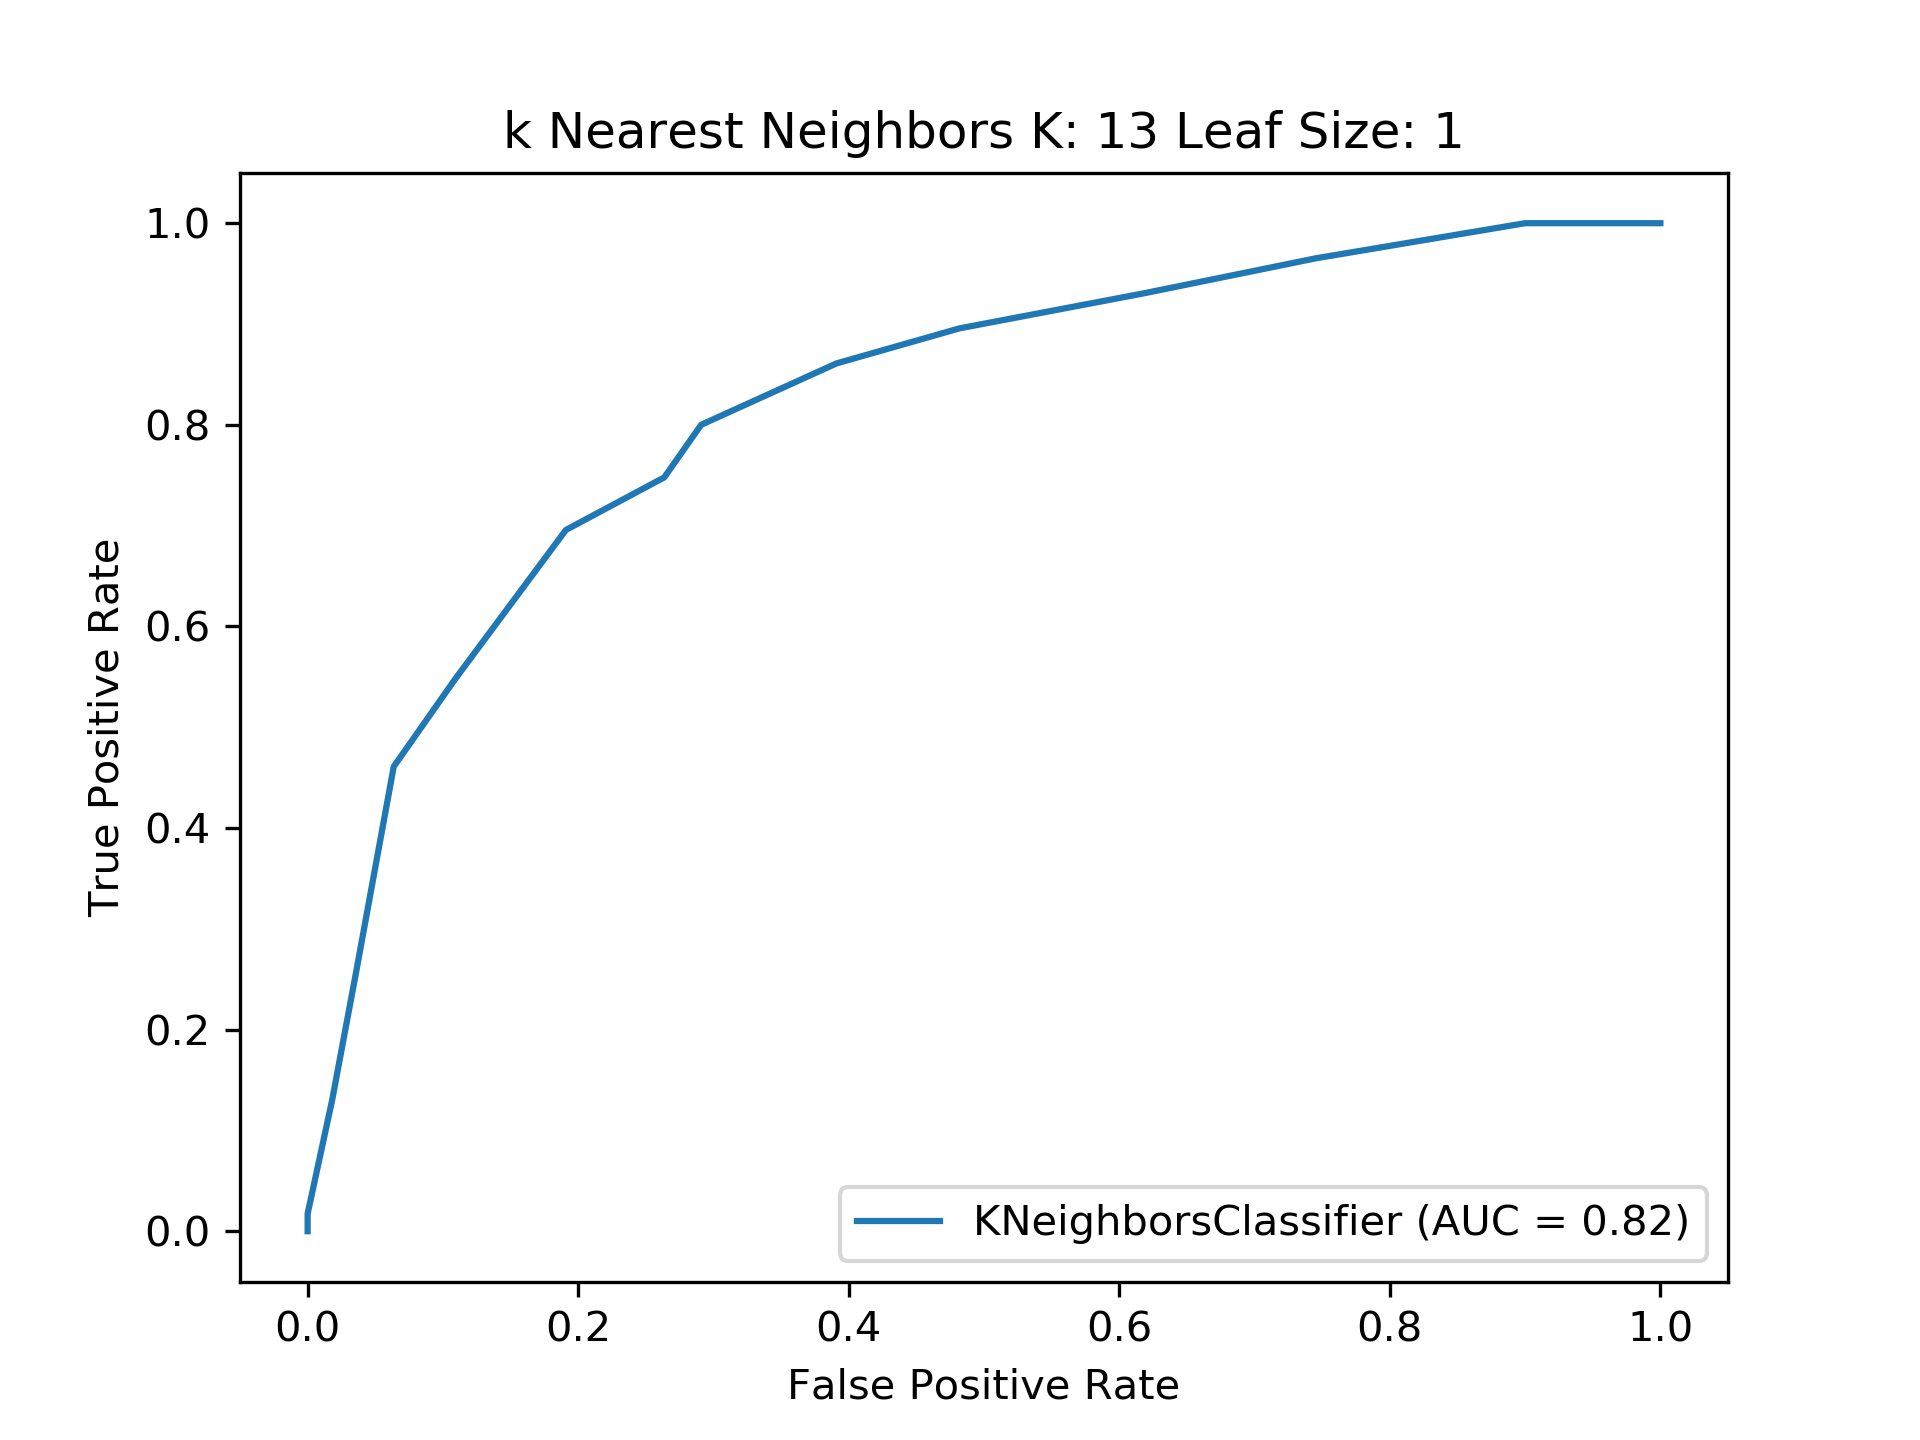 k Nearest Neighbors K: 13 Leaf Size: 1
True Positive Rate
1.0
0.8
0.6
0.4
0.2
0.0
KNeighborsClassifier (AUC = 0.82)
0.0 0.2 0.4 0.6 0.8 1.0
False Positive Rate